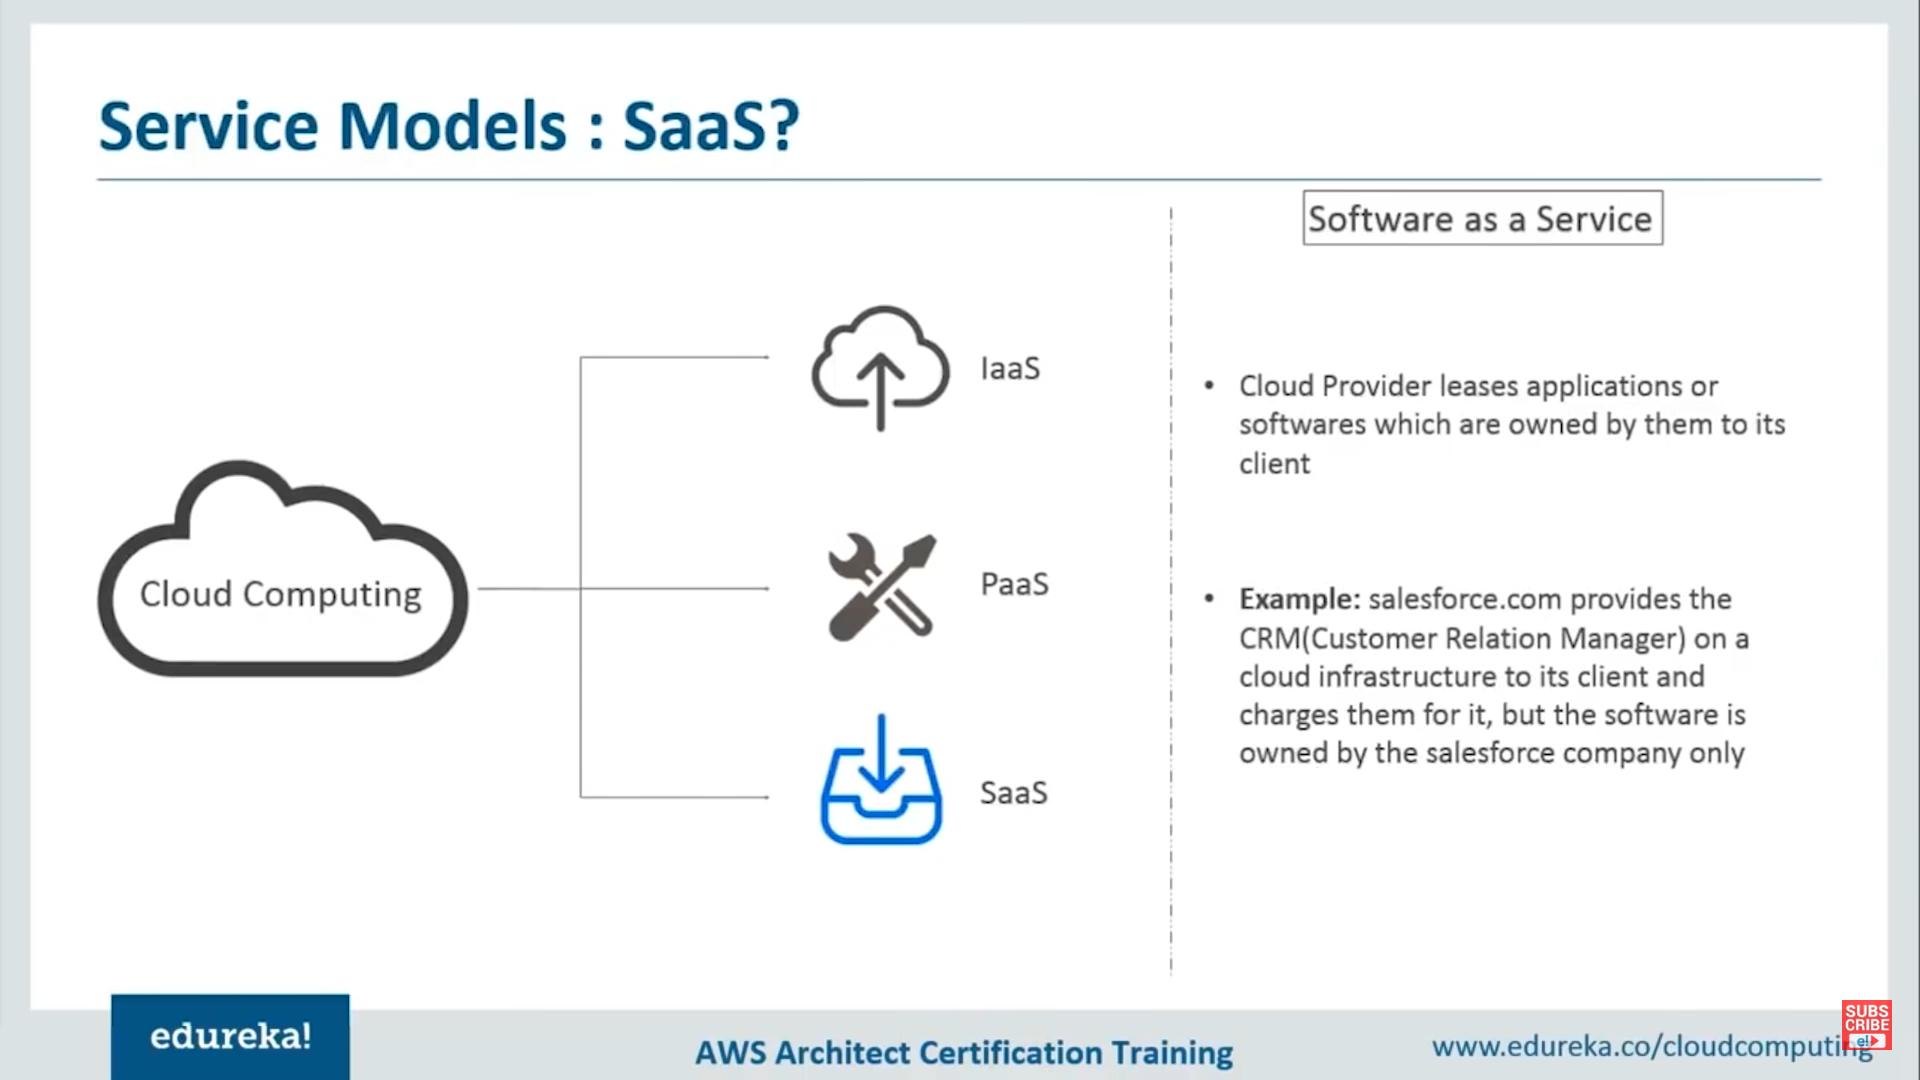 Service Models : SaaS?
Software as a Service
Cloud Computing
IaaS
PaaS
SaaS
• Cloud Provider leases applications or
softwares which are owned by them to its
client
• Example: salesforce.com provides the
CRM(Customer Relation Manager) on a
cloud infrastructure to its client and
charges them for it, but the software is
owned by the salesforce company only
edureka!
AWS Architect Certification Training
www.edureka.co/cloudcomputing
SUBS
CRIBE
e!